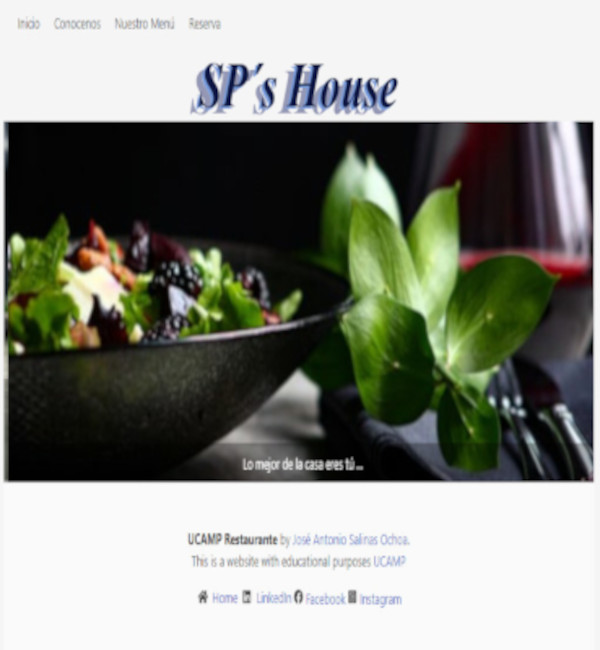 Inicio Conocenos Nuestro Menú Reserva
SP´s House
Lo mejor de la casa eres tú...
UCAMP Restaurante by José Antonio Salinas Ochoa.
This is a website with educational purposes UCAMP
Home LinkedIn Facebook Instagram